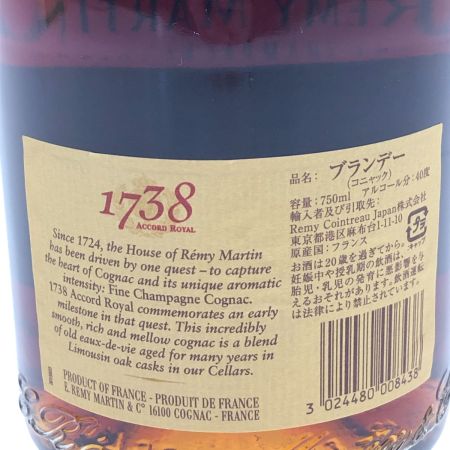 1738
ACCORD ROYAL
Since 1724, the House of Rémy Martin
has been driven by one quest – to capture
the heart of Cognac and its unique aromatic
intensity: Fine Champagne Cognac.
1738 Accord Royal commemorates an early
milestone in that quest. This incredibly
smooth, rich and mellow cognac is a blend
of old eaux-de-vie aged for many years in
Limousin oak casks in our Cellars.
PRODUCT OF FRANCE - PRODUIT DE FRANCE
E. REMY MARTIN & C° 16100 COGNAC - FRANCE
品名: ブランデー
(コニャック)
容量: 750ml アルコール分: 40度
輸入者及び引取先:
Remy Cointreau Japan株式会社
東京都港区麻布台1-11-10
原産国: フランス
キャップ
お酒は20歳を過ぎてから。
妊娠中や授乳期の飲酒は、
胎児・乳児の発育に悪影響を与
えるおそれがあります。飲酒運転
は法律により禁止されています。
3 024480 008438